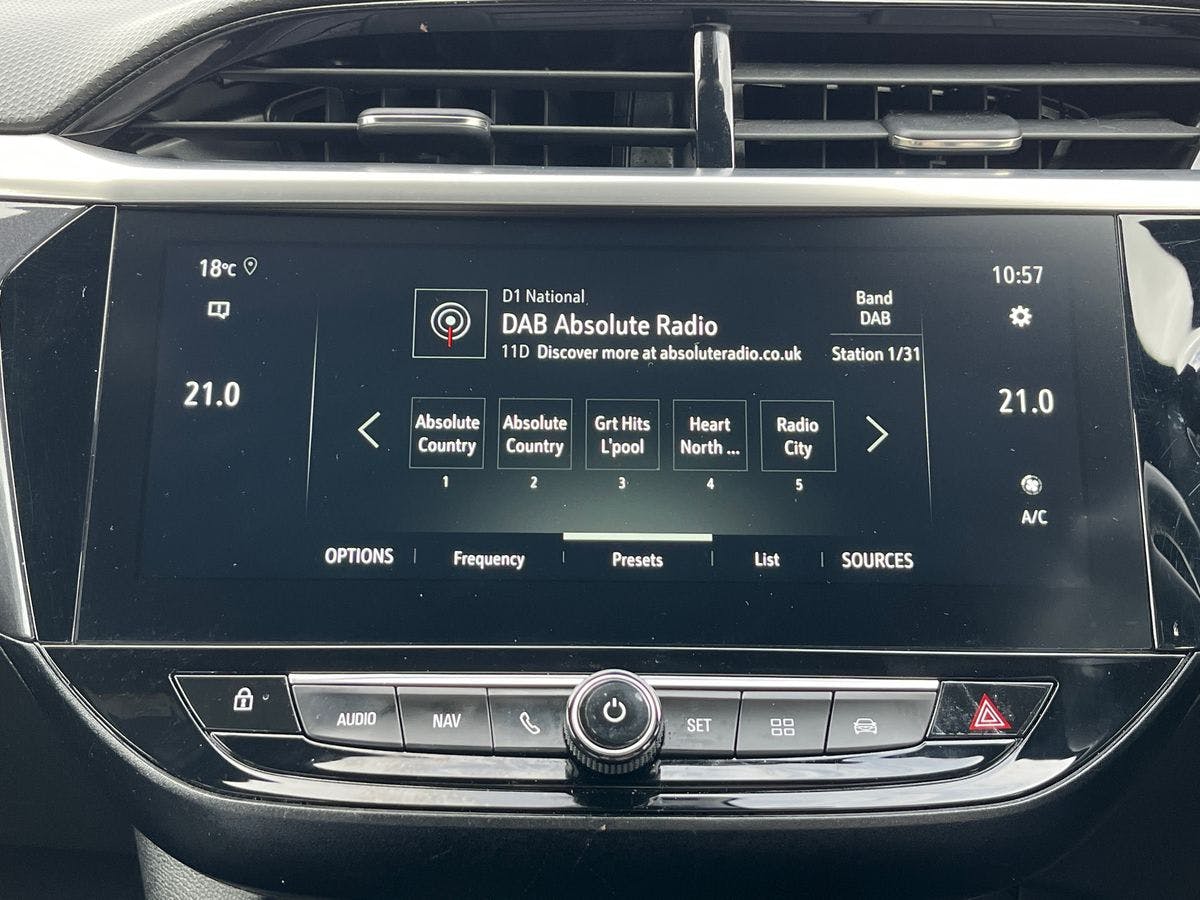 18°C
10:57
D1 National
DAB Absolute Radio
11D Discover more at absoluteradio.co.uk
Band
DAB
Station 1/31
21.0
21.0
Absolute
Country
1
Absolute
Country
2
Grt Hits
L'pool
3
Heart
North ...
4
Radio
City
5
A/C
OPTIONS
Frequency
Presets
List
SOURCES
AUDIO
NAV
SET